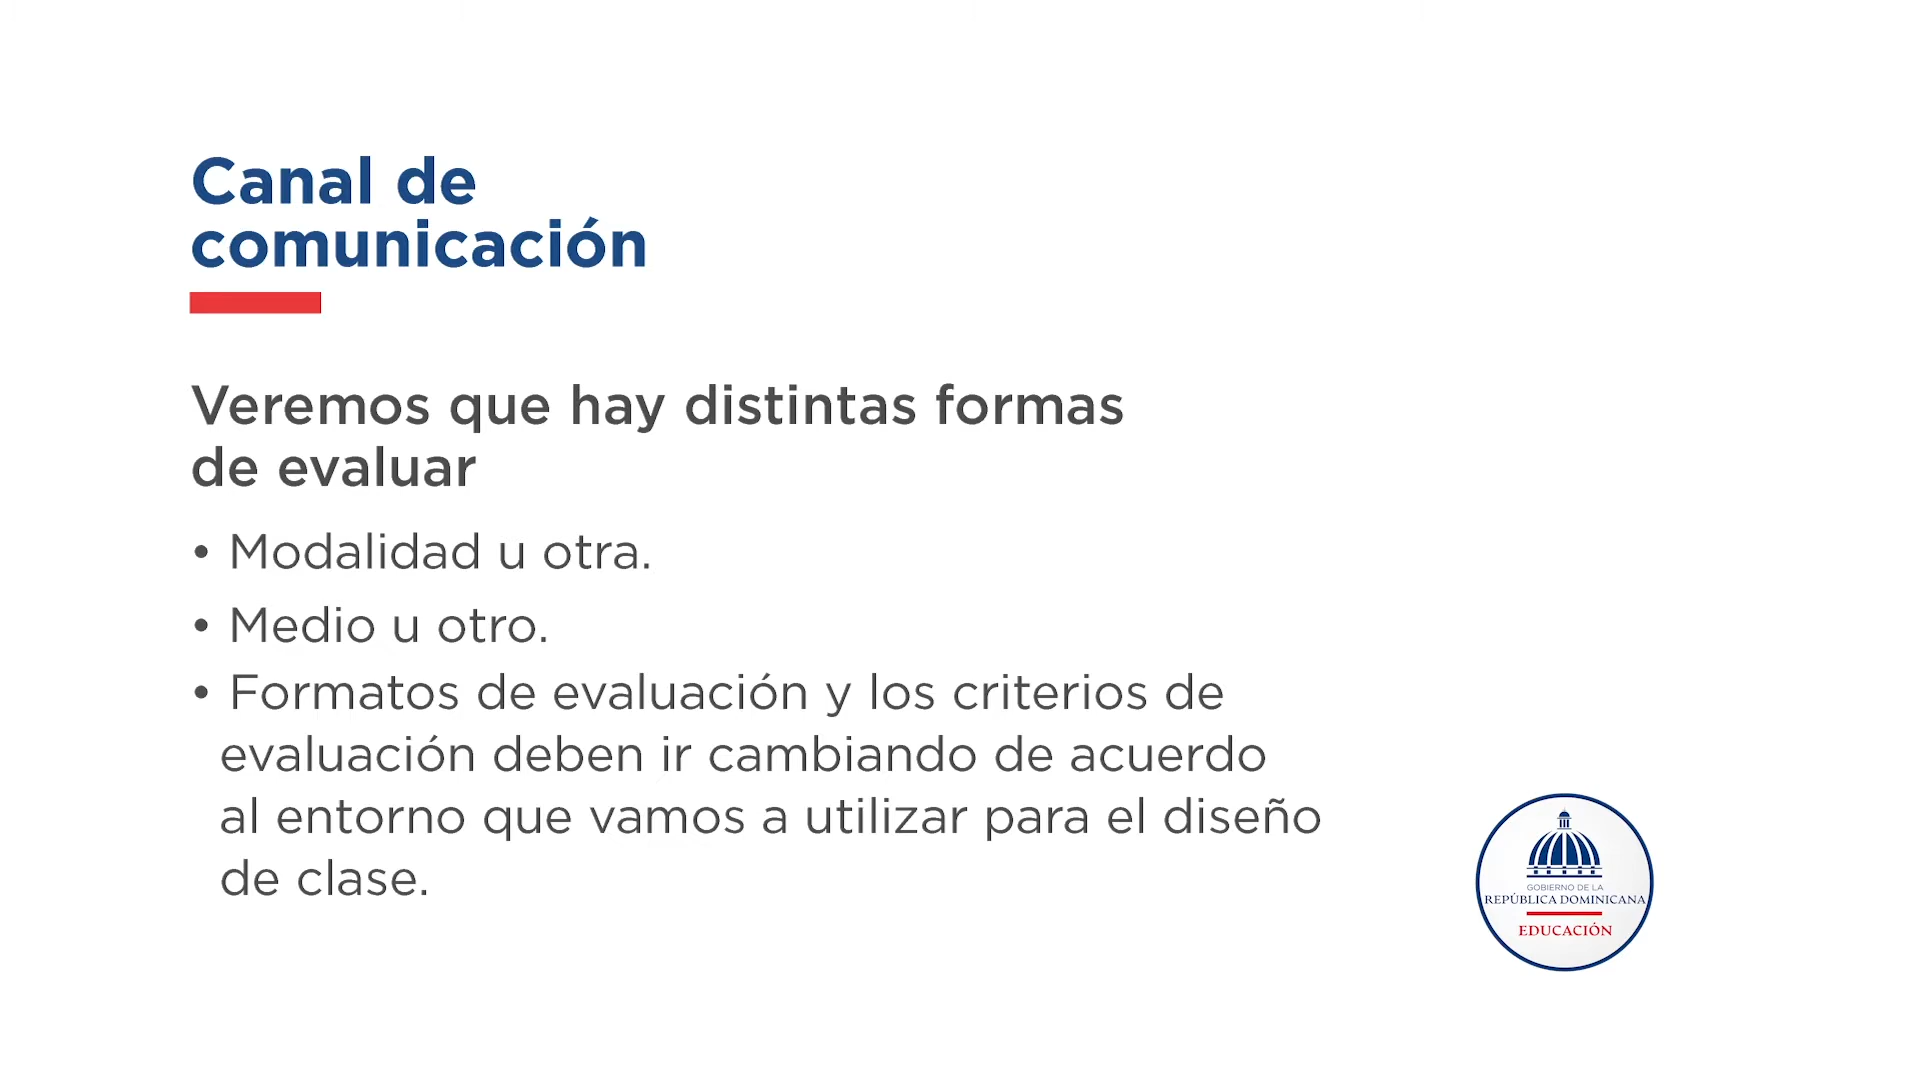 Canal de
comunicación
Veremos que hay distintas formas
de evaluar
• Modalidad u otra.
• Medio u otro.
• Formatos de evaluación y los criterios de
evaluación deben ir cambiando de acuerdo
al entorno que vamos a utilizar para el diseño
de clase.
GOBIERNO DE LA
REPÚBLICA DOMINICANA
EDUCACIÓN